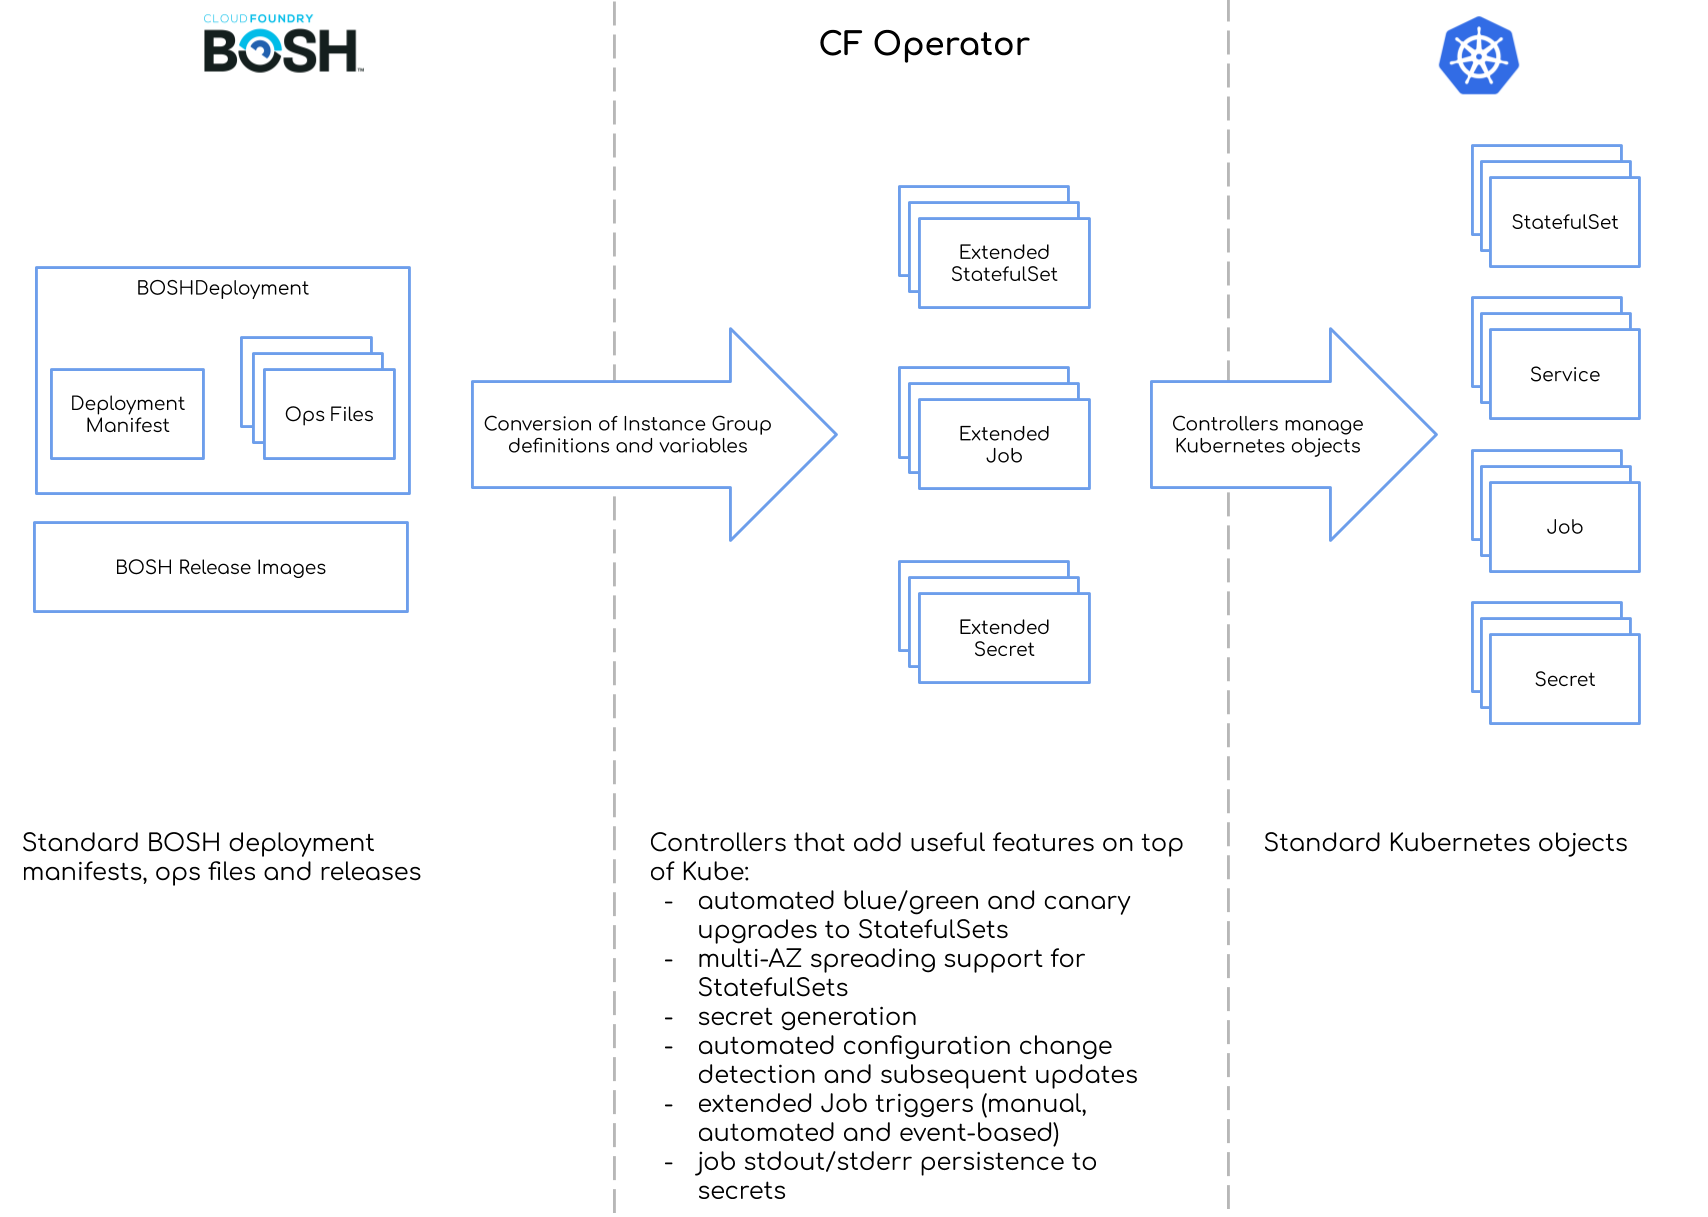 CLOUDFOUNDRY
BOSH™
CF Operator
BOSHDeployment
Deployment
Manifest
Ops Files
BOSH Release Images
Conversion of Instance Group
definitions and variables
Extended
StatefulSet
Extended
Job
Extended
Secret
Controllers manage
Kubernetes objects
StatefulSet
Service
Job
Secret
Standard BOSH deployment
manifests, ops files and releases
Controllers that add useful features on top
of Kube:
- automated blue/green and canary
upgrades to StatefulSets
- multi-AZ spreading support for
StatefulSets
- secret generation
- automated configuration change
detection and subsequent updates
- extended Job triggers (manual,
automated and event-based)
- job stdout/stderr persistence to
secrets
Standard Kubernetes objects